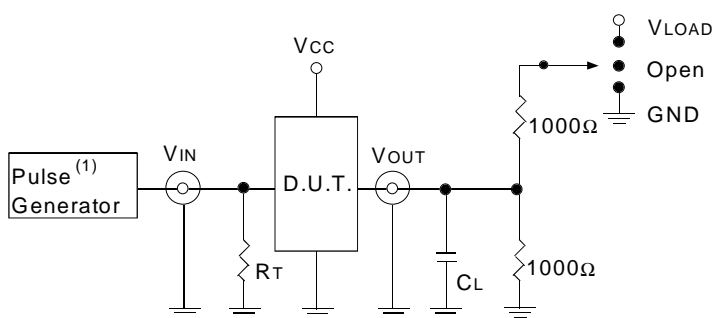 VLOAD
VCC
Open
1000Ω
GND
VIN
VOUT
Pulse(1)
Generator
D.U.T.
RT
CL
1000Ω